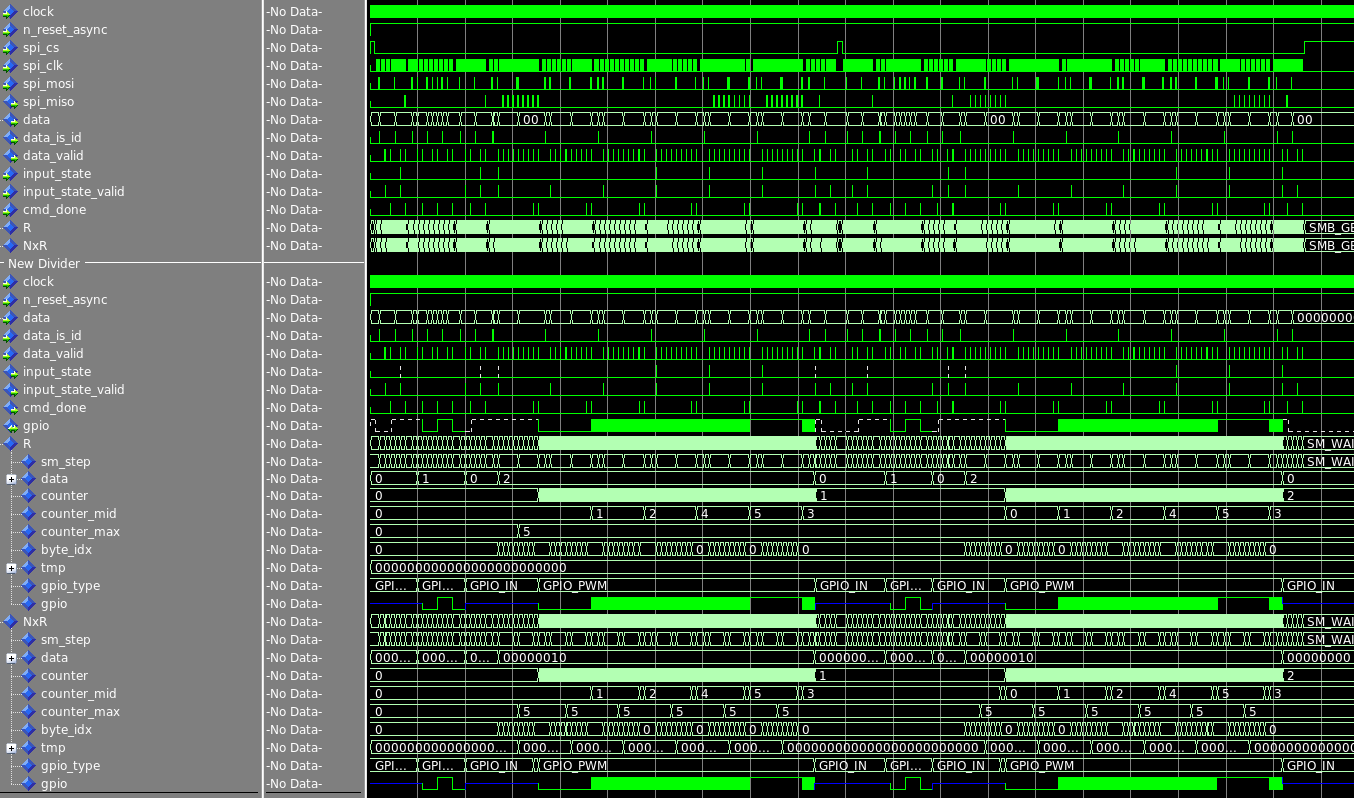 clock -No Data-
n_reset_async -No Data-
spi_cs -No Data-
spi_clk -No Data-
spi_mosi -No Data-
spi_miso -No Data-
data -No Data- 00 00 00
data_is_id -No Data-
data_valid -No Data-
input_state -No Data-
input_state_valid -No Data-
cmd_done -No Data-
R -No Data- SMB_GE
NxR -No Data- SMB_GE
New Divider
clock -No Data-
n_reset_async -No Data-
data -No Data- 0000000
data_is_id -No Data-
data_valid -No Data-
input_state -No Data-
input_state_valid -No Data-
cmd_done -No Data-
gpio -No Data-
R -No Data- SM_WAI
sm_step -No Data- SM_WAI
data -No Data- 0 1 0 2 0 1 0 2 0
counter -No Data- 0 1 2
counter_mid -No Data- 0 1 2 4 5 3 0 1 2 4 5 3
counter_max -No Data- 0 5
byte_idx -No Data- 0 0 0 0 0 0 0
tmp -No Data- 0000000000000000000000000
gpio_type -No Data- GPI... GPI... GPIO_IN GPIO_PWM GPIO_IN GPI... GPIO_IN GPIO_PWM GPIO_IN
gpio -No Data-
NxR -No Data- SM_WAI
sm_step -No Data- SM_WAI
data -No Data- 000... 000... 0... 00000010 000000... 000... 0... 00000010 00000000
counter -No Data- 0 1 2
counter_mid -No Data- 0 1 2 4 5 3 0 1 2 4 5 3
counter_max -No Data- 0 5 5 5 5 5 5 5 5 5 5 5 5
byte_idx -No Data- 0 0 0 0 0 0 0 0
tmp -No Data- 0000000000000000... 000... 000... 000... 000... 000... 0000000000000000000000000 000... 000... 000... 000... 000... 0000000000000
gpio_type -No Data- GPI... GPI... GPIO_IN GPIO_PWM GPIO_IN GPI... GPIO_IN GPIO_PWM GPIO_IN
gpio -No Data-